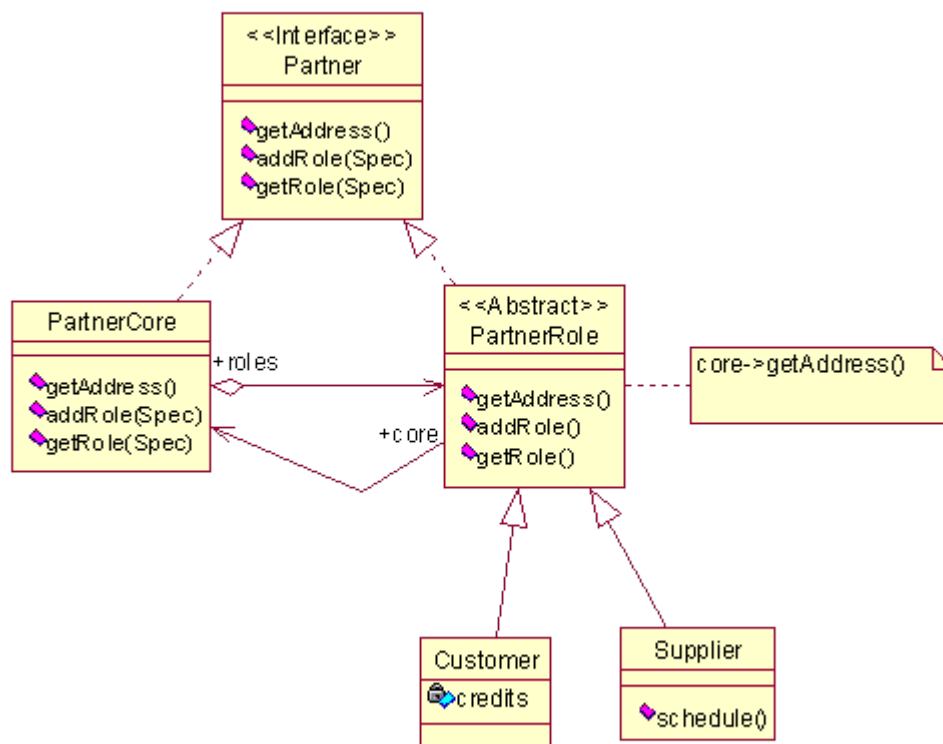 <<Interface>>
Partner
getAddress()
addRole(Spec)
getRole(Spec)
PartnerCore
getAddress()
addRole(Spec)
getRole(Spec)
+roles
+core
<<Abstract>>
PartnerRole
getAddress()
addRole()
getRole()
core->getAddress()
Customer
credits
Supplier
schedule()